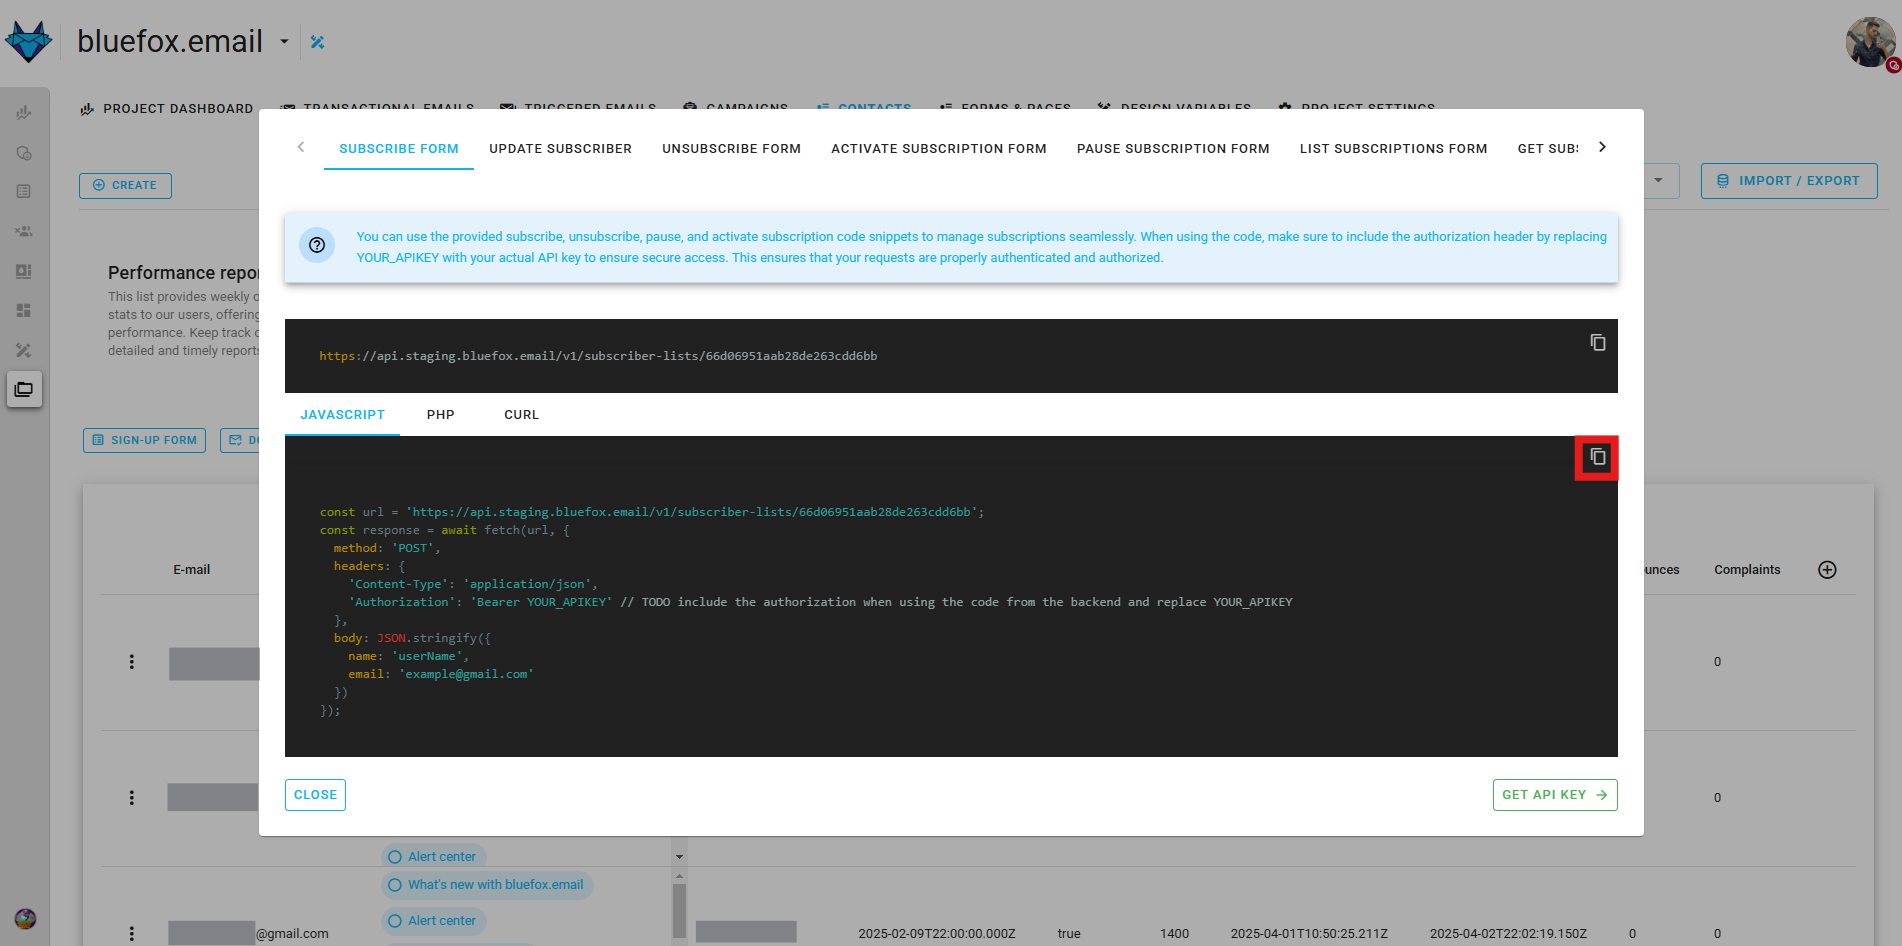 bluefox.email
PROJECT DASHBOARD
TRANSACTIONAL EMAILS
TRIGGERED EMAILS
CAMPAIGNS
CONTACTS
FORMS & PAGES
DESIGN VARIABLES
PROJECT SETTINGS
SUBSCRIBE FORM
UPDATE SUBSCRIBER
UNSUBSCRIBE FORM
ACTIVATE SUBSCRIPTION FORM
PAUSE SUBSCRIPTION FORM
LIST SUBSCRIPTIONS FORM
GET SUBS
CREATE
IMPORT / EXPORT
You can use the provided subscribe, unsubscribe, pause, and activate subscription code snippets to manage subscriptions seamlessly. When using the code, make sure to include the authorization header by replacing
YOUR_APIKEY with your actual API key to ensure secure access. This ensures that your requests are properly authenticated and authorized.
Performance repo
This list provides weekly
stats to our users, offering
performance. Keep track
detailed and timely reports
https://api.staging.bluefox.email/v1/subscriber-lists/66d06951aab28de263cdd6bb
JAVASCRIPT
PHP
CURL
SIGN-UP FORM
const url = 'https://api.staging.bluefox.email/v1/subscriber-lists/66d06951aab28de263cdd6bb';
const response = await fetch(url, {
method: 'POST',
headers: {
'Content-Type': 'application/json',
'Authorization': 'Bearer YOUR_APIKEY' // TODO include the authorization when using the code from the backend and replace YOUR_APIKEY
},
body: JSON.stringify({
name: 'userName',
email: 'example@gmail.com'
})
});
E-mail
unces
Complaints
0
0
CLOSE
GET API KEY
Alert center
What's new with bluefox.email
Alert center
@gmail.com
2025-02-09T22:00:00.000Z
true
1400
2025-04-01T10:50:25.211Z
2025-04-02T22:02:19.150Z
0
0